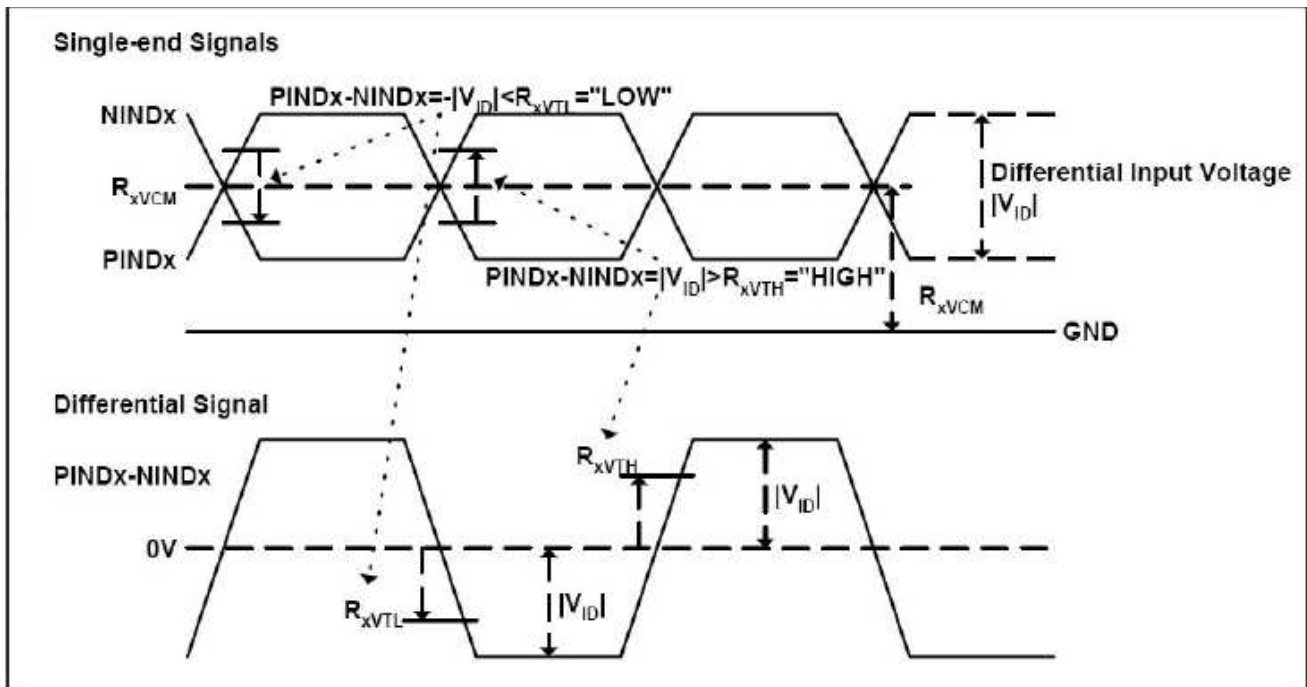 Single-end Signals
PINDx-NINDx=-|VID|<RxVTL="LOW"
NINDx
RxVCM
Differential Input Voltage
|VID|
PINDx
PINDx-NINDx=|VID|>RxVTH="HIGH"
RxVCM
GND
Differential Signal
RxVTH
PINDx-NINDx
|VID|
0V
RxVTL
|VID|